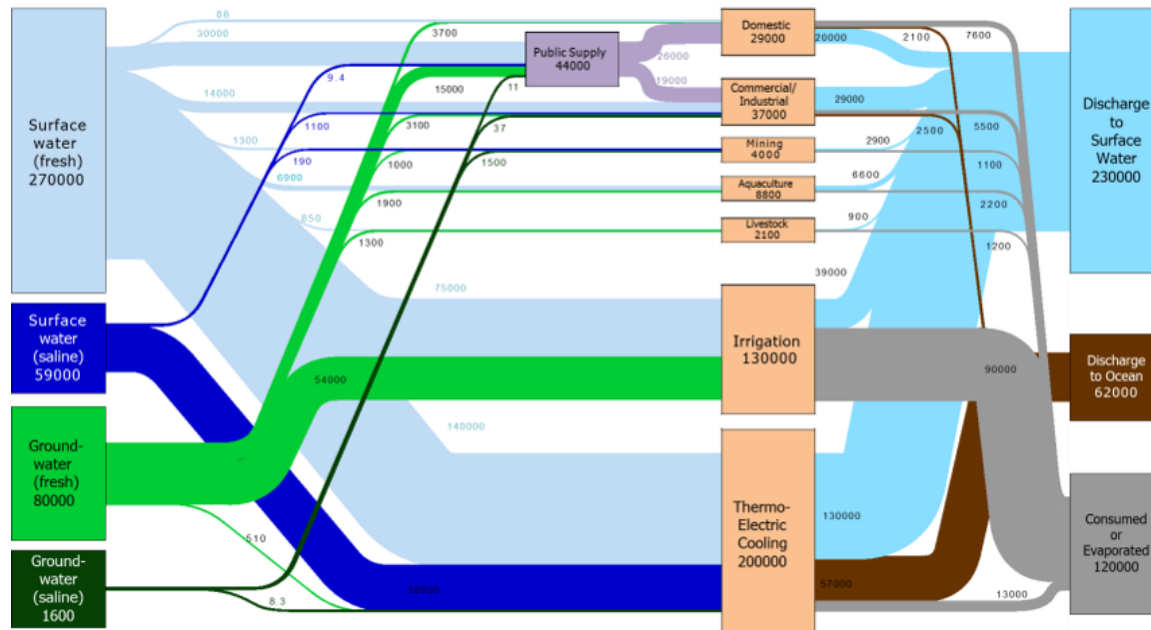 88
30000
3700
Domestic
29000
20000
2100
7600
Public Supply
44000
26000
19000
9.4
15000
11
14000
Commercial/
Industrial
37000
29000
1100
3100
37
2500
5500
Surface
water
(fresh)
270000
Discharge
to
Surface
Water
230000
1300
190
1000
1500
Mining
4000
2900
1100
6900
1900
Aquaculture
8800
6600
2200
850
1300
Livestock
2100
900
1200
75000
39000
Surface
water
(saline)
59000
Irrigation
130000
90000
Discharge
to Ocean
62000
54000
140000
Ground-
water
(fresh)
80000
Thermo-
Electric
Cooling
200000
130000
Consumed
or
Evaporated
120000
510
Ground-
water
(saline)
1600
8.3
58000
57000
13000